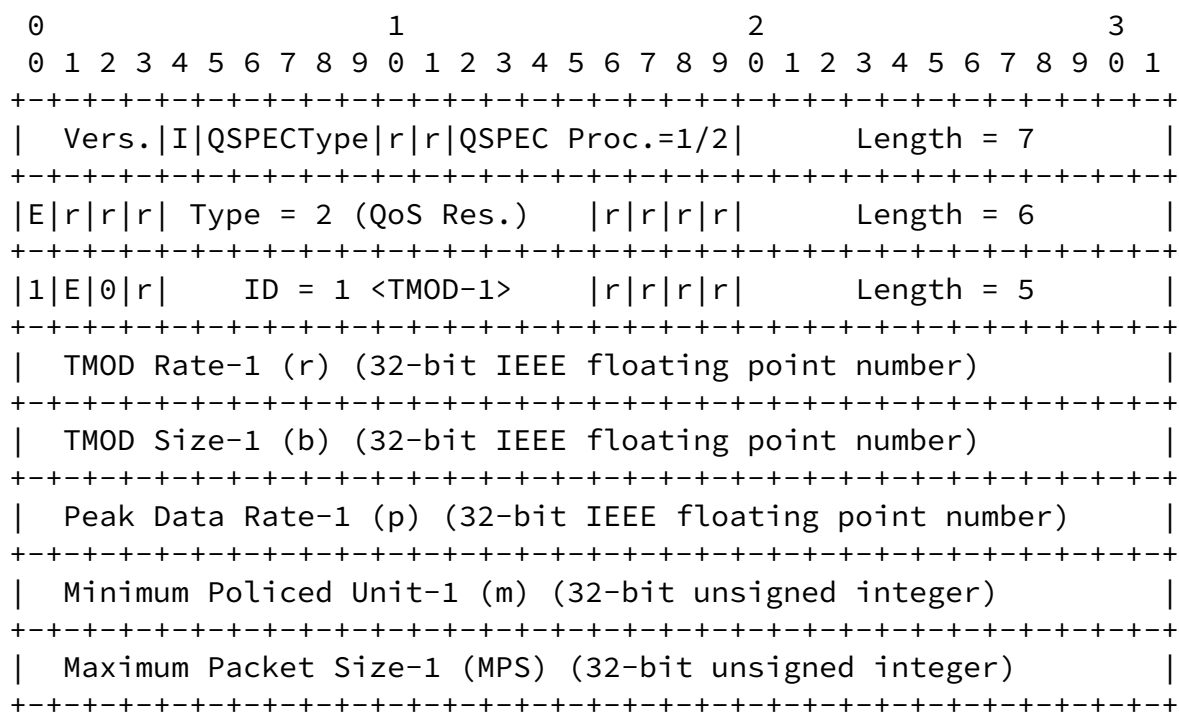 0                   1                   2                   3
 0 1 2 3 4 5 6 7 8 9 0 1 2 3 4 5 6 7 8 9 0 1 2 3 4 5 6 7 8 9 0 1
+-+-+-+-+-+-+-+-+-+-+-+-+-+-+-+-+-+-+-+-+-+-+-+-+-+-+-+-+-+-+-+-+
|  Vers.|I|QSPECType|r|r|QSPEC Proc.=1/2|      Length = 7       |
+-+-+-+-+-+-+-+-+-+-+-+-+-+-+-+-+-+-+-+-+-+-+-+-+-+-+-+-+-+-+-+-+
|E|r|r|r| Type = 2 (QoS Res.)   |r|r|r|r|      Length = 6       |
+-+-+-+-+-+-+-+-+-+-+-+-+-+-+-+-+-+-+-+-+-+-+-+-+-+-+-+-+-+-+-+-+
|1|E|0|r|    ID = 1 <TMOD-1>    |r|r|r|r|      Length = 5       |
+-+-+-+-+-+-+-+-+-+-+-+-+-+-+-+-+-+-+-+-+-+-+-+-+-+-+-+-+-+-+-+-+
|  TMOD Rate-1 (r) (32-bit IEEE floating point number)          |
+-+-+-+-+-+-+-+-+-+-+-+-+-+-+-+-+-+-+-+-+-+-+-+-+-+-+-+-+-+-+-+-+
|  TMOD Size-1 (b) (32-bit IEEE floating point number)          |
+-+-+-+-+-+-+-+-+-+-+-+-+-+-+-+-+-+-+-+-+-+-+-+-+-+-+-+-+-+-+-+-+
|  Peak Data Rate-1 (p) (32-bit IEEE floating point number)     |
+-+-+-+-+-+-+-+-+-+-+-+-+-+-+-+-+-+-+-+-+-+-+-+-+-+-+-+-+-+-+-+-+
|  Minimum Policed Unit-1 (m) (32-bit unsigned integer)         |
+-+-+-+-+-+-+-+-+-+-+-+-+-+-+-+-+-+-+-+-+-+-+-+-+-+-+-+-+-+-+-+-+
|  Maximum Packet Size-1 (MPS) (32-bit unsigned integer)        |
+-+-+-+-+-+-+-+-+-+-+-+-+-+-+-+-+-+-+-+-+-+-+-+-+-+-+-+-+-+-+-+-+